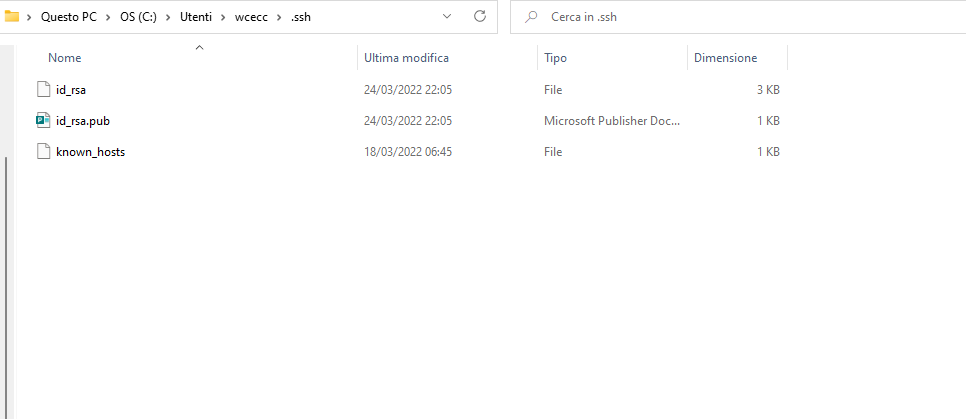 Questo PC > OS (C:) > Utenti > wcecc > .ssh
Cerca in .ssh
Nome Ultima modifica Tipo Dimensione
id_rsa 24/03/2022 22:05 File 3 KB
id_rsa.pub 24/03/2022 22:05 Microsoft Publisher Doc... 1 KB
known_hosts 18/03/2022 06:45 File 1 KB